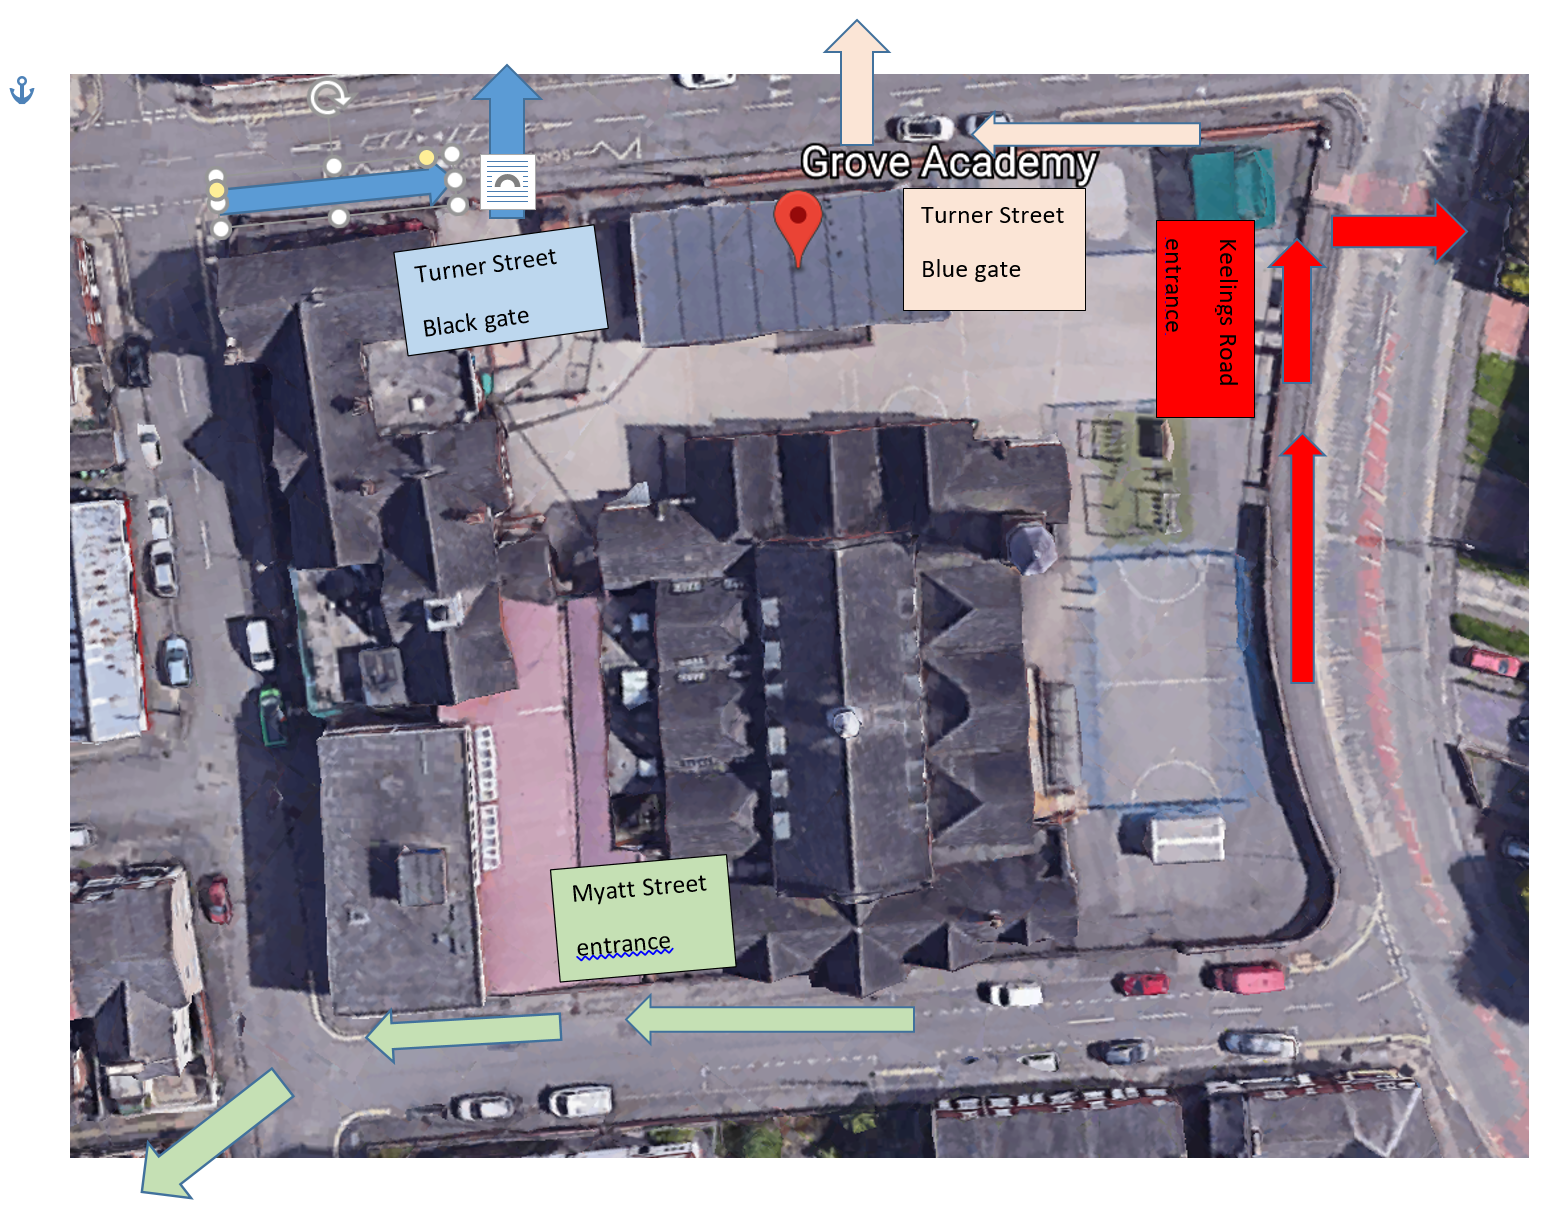 Grove Academy
Turner Street
Blue gate
Turner Street
Black gate
Keelings Road
entrance
Myatt Street
entrance